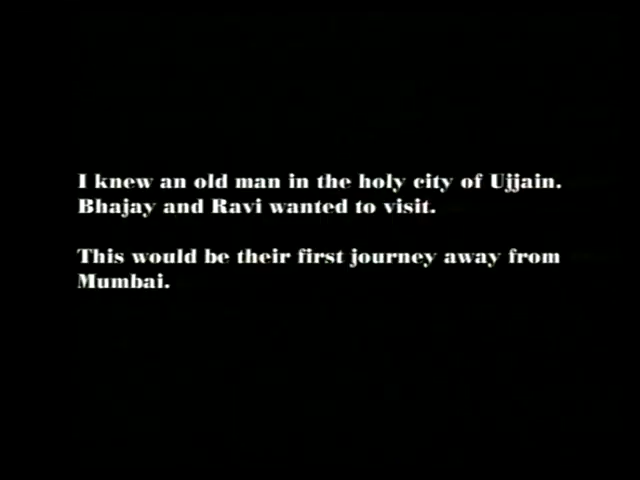 I knew an old man in the holy city of Ujjain.
Bhajay and Ravi wanted to visit.
This would be their first journey away from
Mumbai.